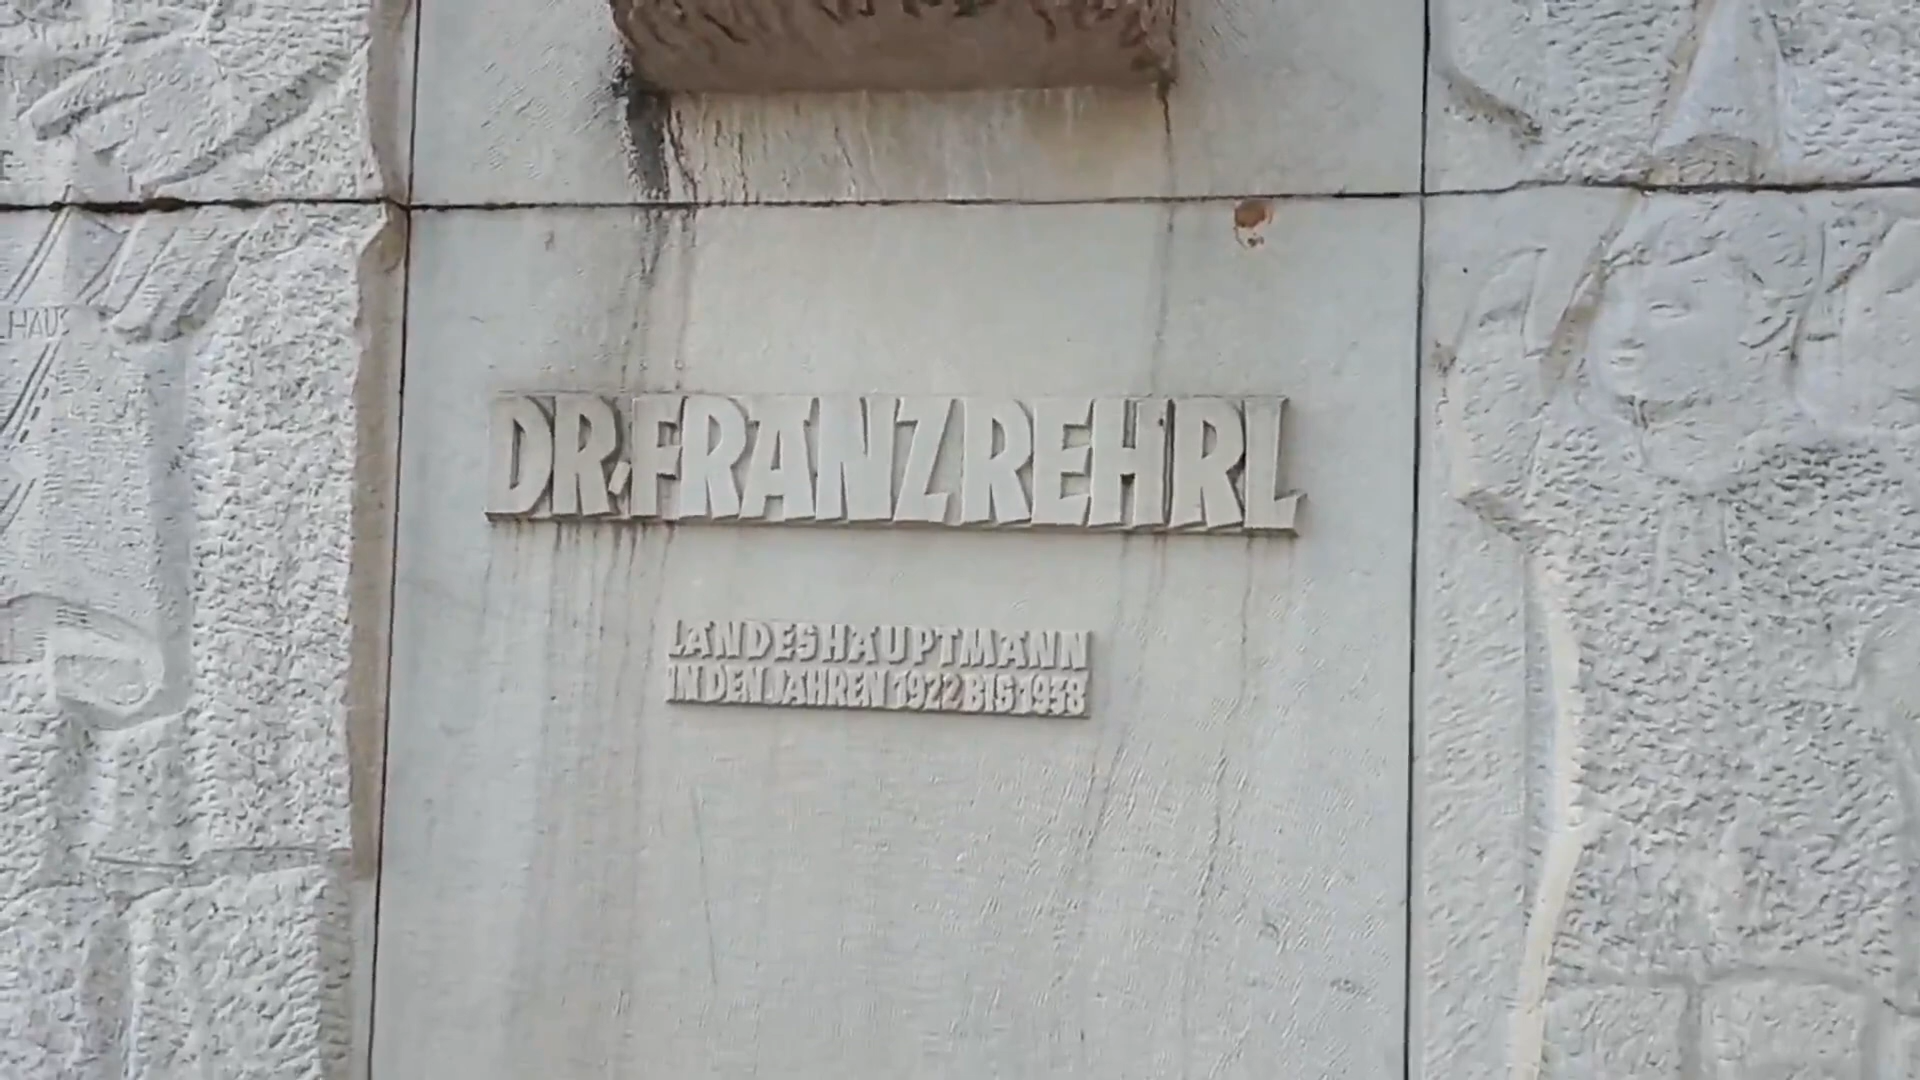 DR. FRANZ REHRL
LANDESHAUPTMANN
IN DEN JAHREN 1922 BIS 1938